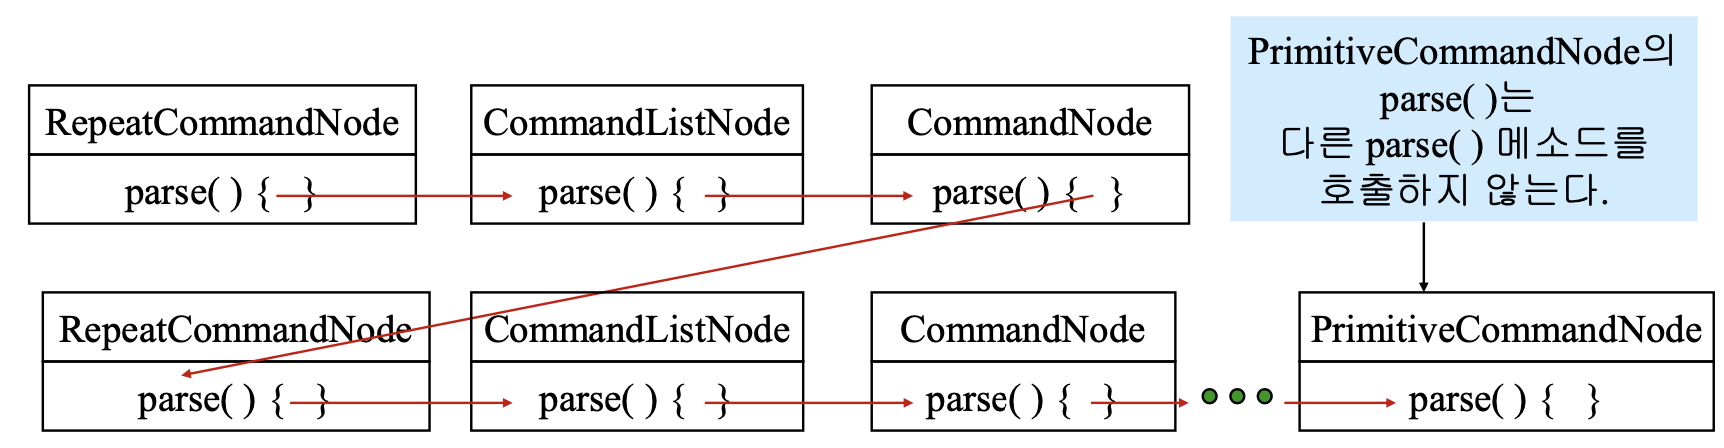 PrimitiveCommandNode의
parse( )는
다른 parse( ) 메소드를
호출하지 않는다.
RepeatCommandNode
parse( ) { }
CommandListNode
parse( ) { }
CommandNode
parse( ) { }
RepeatCommandNode
parse( ) { }
CommandListNode
parse( ) { }
CommandNode
parse( ) { }
PrimitiveCommandNode
parse( ) { }